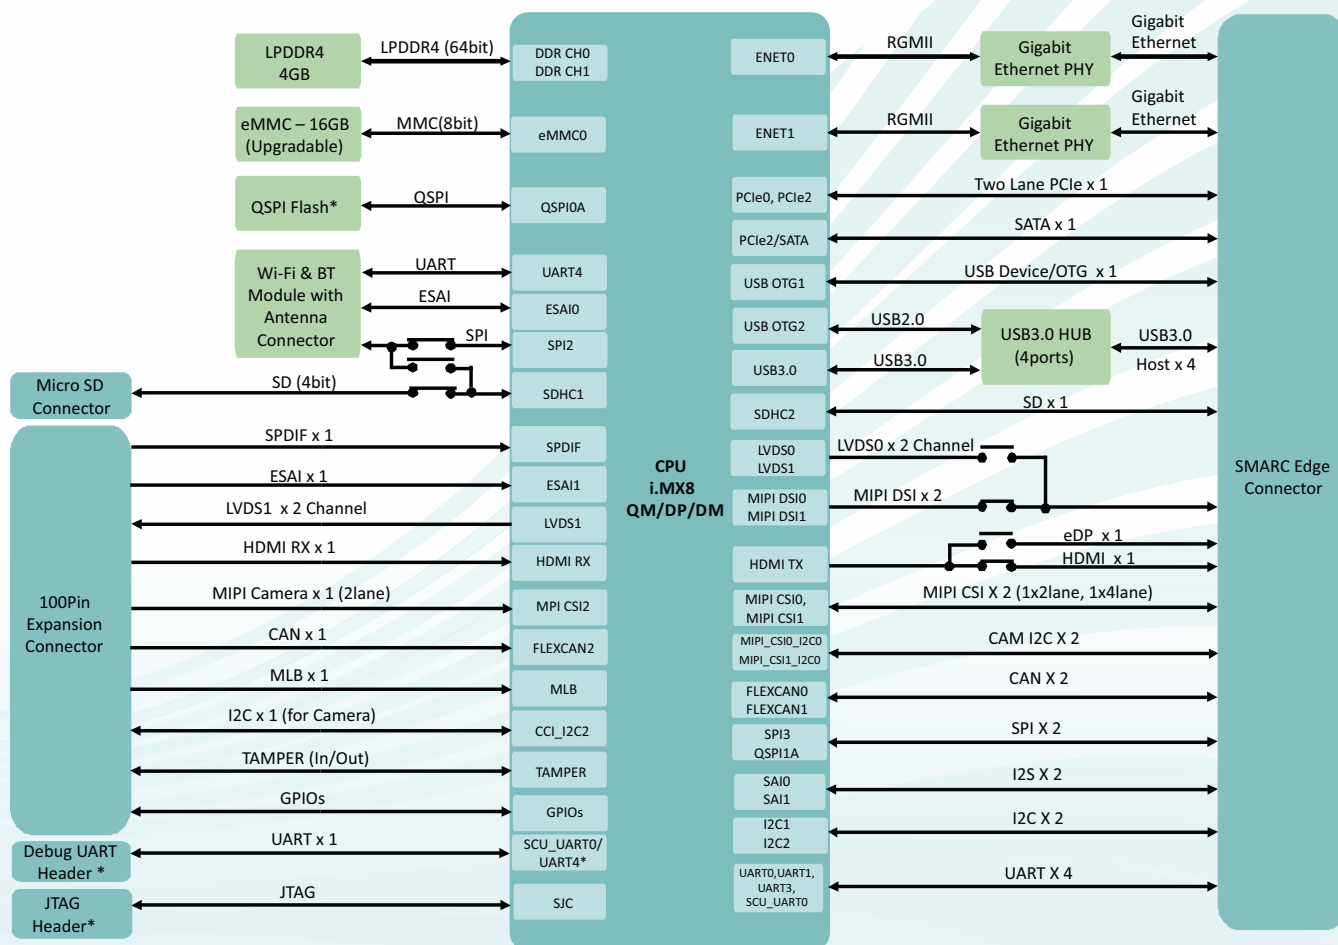 LPDDR4
4GB
LPDDR4 (64bit)
DDR CH0
DDR CH1
eMMC – 16GB
(Upgradable)
MMC(8bit)
eMMC0
QSPI Flash*
QSPI
QSPI0A
Wi-Fi & BT
Module with
Antenna
Connector
UART
UART4
ESAI
ESAI0
SPI
SPI2
Micro SD
Connector
SD (4bit)
SDHC1
100Pin
Expansion
Connector
SPDIF x 1
SPDIF
ESAI x 1
ESAI1
LVDS1 x 2 Channel
LVDS1
HDMI RX x 1
HDMI RX
MIPI Camera x 1 (2lane)
MPI CSI2
CAN x 1
FLEXCAN2
MLB x 1
MLB
I2C x 1 (for Camera)
CCI_I2C2
TAMPER (In/Out)
TAMPER
GPIOs
GPIOs
Debug UART
Header *
UART x 1
SCU_UART0/
UART4*
JTAG
Header*
JTAG
SJC
CPU
i.MX8
QM/DP/DM
ENET0
RGMII
Gigabit
Ethernet PHY
Gigabit
Ethernet
ENET1
RGMII
Gigabit
Ethernet PHY
Gigabit
Ethernet
PCIe0, PCIe2
Two Lane PCIe x 1
PCIe2/SATA
SATA x 1
USB OTG1
USB Device/OTG x 1
USB OTG2
USB2.0
USB3.0
USB3.0
USB3.0 HUB
(4ports)
USB3.0
Host x 4
SDHC2
SD x 1
LVDS0
LVDS1
LVDS0 x 2 Channel
MIPI DSI0
MIPI DSI1
MIPI DSI x 2
HDMI TX
eDP x 1
HDMI x 1
MIPI CSI0,
MIPI CSI1
MIPI CSI X 2 (1x2lane, 1x4lane)
MIPI_CSI0_I2C0
MIPI_CSI1_I2C0
CAM I2C X 2
FLEXCAN0
FLEXCAN1
CAN X 2
SPI3
QSPI1A
SPI X 2
SAI0
SAI1
I2S X 2
I2C1
I2C2
I2C X 2
UART0,UART1,
UART3,
SCU_UART0
UART X 4
SMARC Edge
Connector